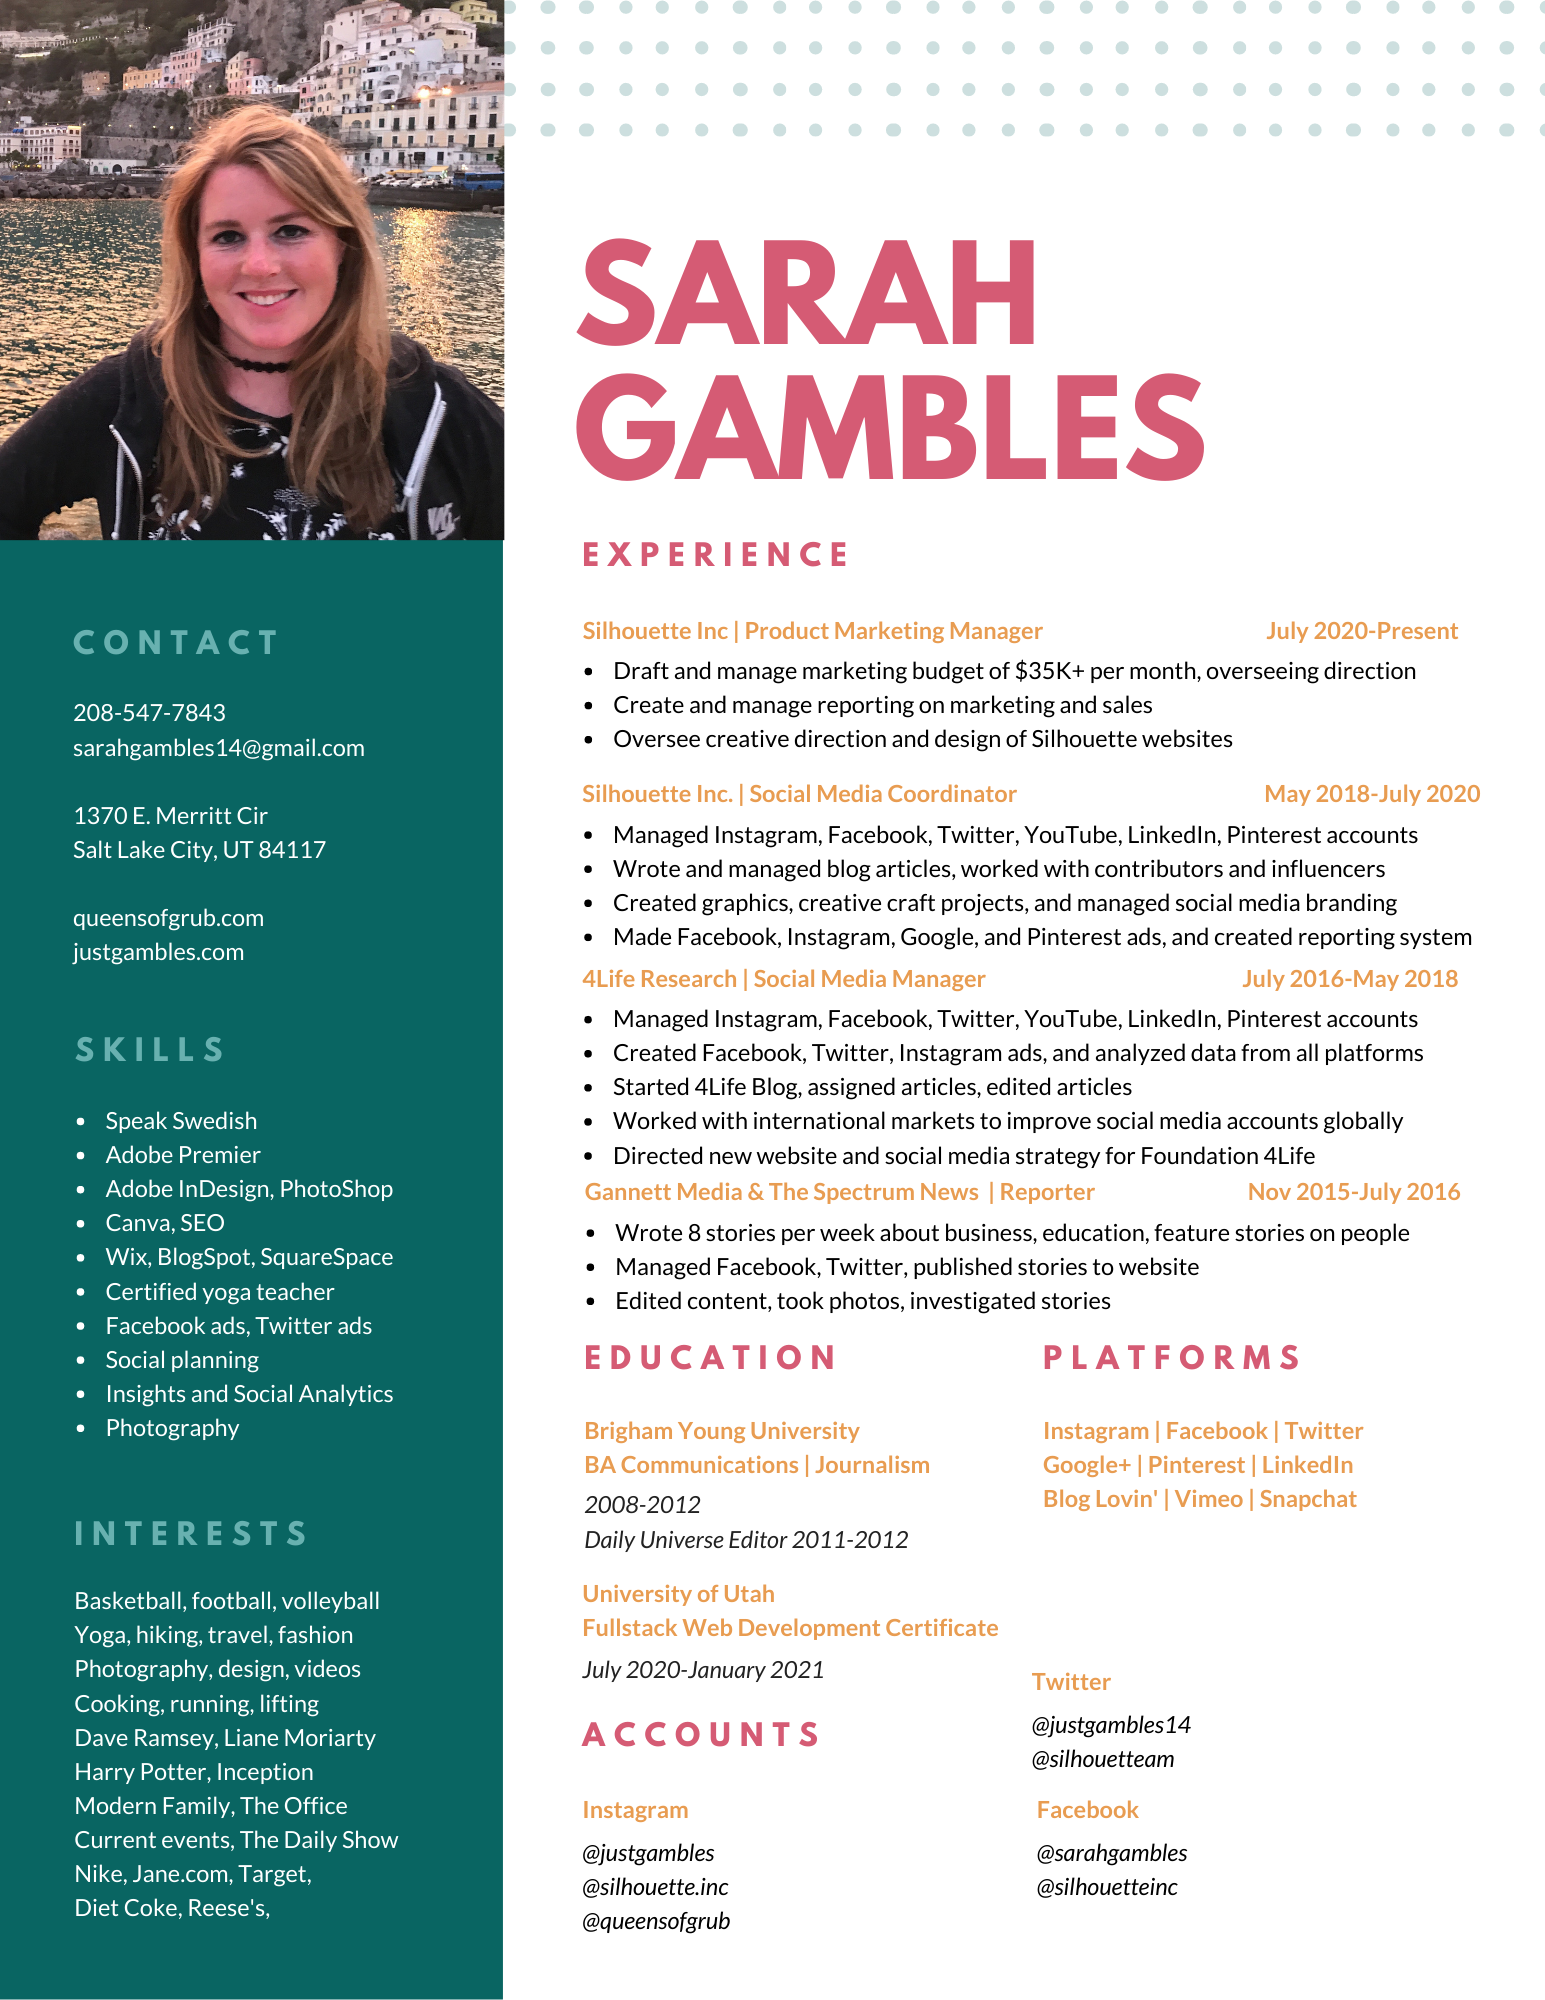 SARAH
GAMBLES
CONTACT
208-547-7843
sarahgambles14@gmail.com
1370 E. Merritt Cir
Salt Lake City, UT 84117
queensofgrub.com
justgambles.com
SKILLS
• Speak Swedish
• Adobe Premier
• Adobe InDesign, PhotoShop
• Canva, SEO
• Wix, BlogSpot, SquareSpace
• Certified yoga teacher
• Facebook ads, Twitter ads
• Social planning
• Insights and Social Analytics
• Photography
INTERESTS
Basketball, football, volleyball
Yoga, hiking, travel, fashion
Photography, design, videos
Cooking, running, lifting
Dave Ramsey, Liane Moriarty
Harry Potter, Inception
Modern Family, The Office
Current events, The Daily Show
Nike, Jane.com, Target,
Diet Coke, Reese's,
EXPERIENCE
Silhouette Inc | Product Marketing Manager July 2020-Present
• Draft and manage marketing budget of $35K+ per month, overseeing direction
• Create and manage reporting on marketing and sales
• Oversee creative direction and design of Silhouette websites
Silhouette Inc. | Social Media Coordinator May 2018-July 2020
• Managed Instagram, Facebook, Twitter, YouTube, LinkedIn, Pinterest accounts
• Wrote and managed blog articles, worked with contributors and influencers
• Created graphics, creative craft projects, and managed social media branding
• Made Facebook, Instagram, Google, and Pinterest ads, and created reporting system
4Life Research | Social Media Manager July 2016-May 2018
• Managed Instagram, Facebook, Twitter, YouTube, LinkedIn, Pinterest accounts
• Created Facebook, Twitter, Instagram ads, and analyzed data from all platforms
• Started 4Life Blog, assigned articles, edited articles
• Worked with international markets to improve social media accounts globally
• Directed new website and social media strategy for Foundation 4Life
Gannett Media & The Spectrum News | Reporter Nov 2015-July 2016
• Wrote 8 stories per week about business, education, feature stories on people
• Managed Facebook, Twitter, published stories to website
• Edited content, took photos, investigated stories
EDUCATION
Brigham Young University
BA Communications | Journalism
2008-2012
Daily Universe Editor 2011-2012
University of Utah
Fullstack Web Development Certificate
July 2020-January 2021
PLATFORMS
Instagram | Facebook | Twitter
Google+ | Pinterest | LinkedIn
Blog Lovin' | Vimeo | Snapchat
ACCOUNTS
Instagram
@justgambles
@silhouette.inc
@queensofgrub
Twitter
@justgambles14
@silhouetteam
Facebook
@sarahgambles
@silhouetteinc